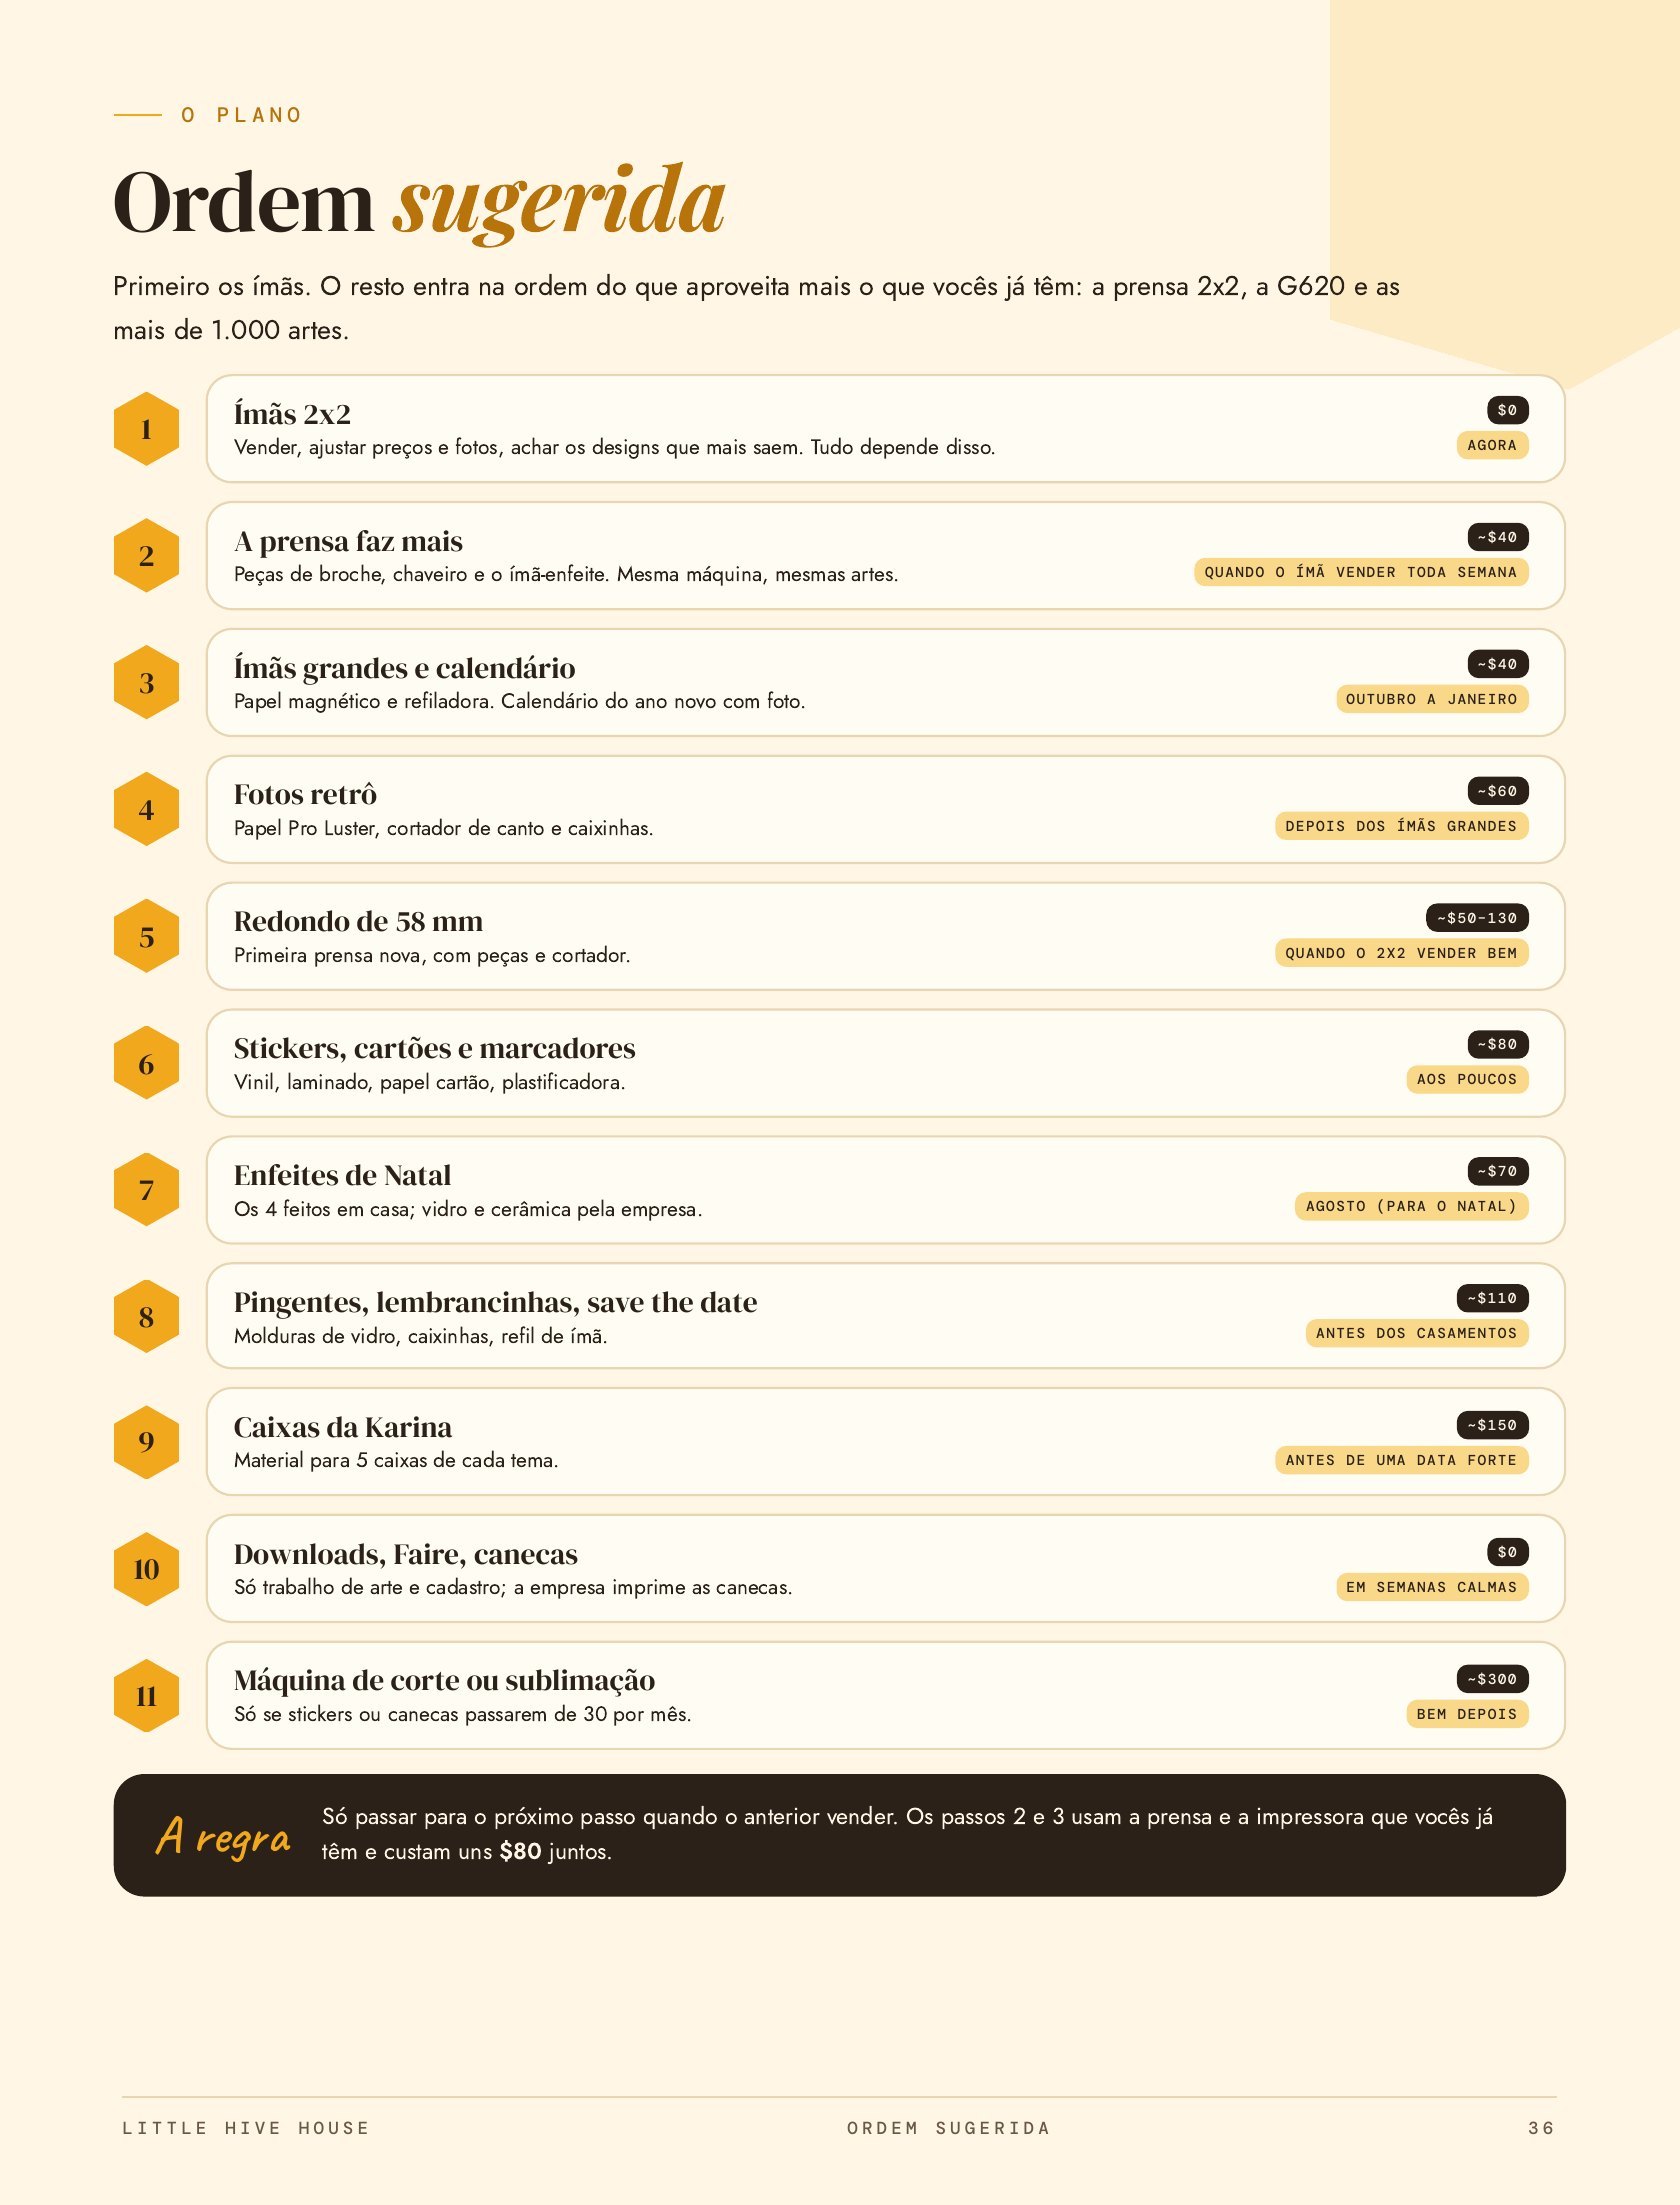 O PLANO
Ordem sugerida
Primeiro os ímãs. O resto entra na ordem do que aproveita mais o que vocês já têm: a prensa 2x2, a G620 e as
mais de 1.000 artes.
1
Ímãs 2x2
Vender, ajustar preços e fotos, achar os designs que mais saem. Tudo depende disso.
$0
AGORA
2
A prensa faz mais
Peças de broche, chaveiro e o ímã-enfeite. Mesma máquina, mesmas artes.
~$40
QUANDO O ÍMÃ VENDER TODA SEMANA
3
Ímãs grandes e calendário
Papel magnético e refiladora. Calendário do ano novo com foto.
~$40
OUTUBRO A JANEIRO
4
Fotos retrô
Papel Pro Luster, cortador de canto e caixinhas.
~$60
DEPOIS DOS ÍMÃS GRANDES
5
Redondo de 58 mm
Primeira prensa nova, com peças e cortador.
~$50-130
QUANDO O 2X2 VENDER BEM
6
Stickers, cartões e marcadores
Vinil, laminado, papel cartão, plastificadora.
~$80
AOS POUCOS
7
Enfeites de Natal
Os 4 feitos em casa; vidro e cerâmica pela empresa.
~$70
AGOSTO (PARA O NATAL)
8
Pingentes, lembrancinhas, save the date
Molduras de vidro, caixinhas, refil de ímã.
~$110
ANTES DOS CASAMENTOS
9
Caixas da Karina
Material para 5 caixas de cada tema.
~$150
ANTES DE UMA DATA FORTE
10
Downloads, Faire, canecas
Só trabalho de arte e cadastro; a empresa imprime as canecas.
$0
EM SEMANAS CALMAS
11
Máquina de corte ou sublimação
Só se stickers ou canecas passarem de 30 por mês.
~$300
BEM DEPOIS
A regra
Só passar para o próximo passo quando o anterior vender. Os passos 2 e 3 usam a prensa e a impressora que vocês já
têm e custam uns $80 juntos.
LITTLE HIVE HOUSE
ORDEM SUGERIDA
36